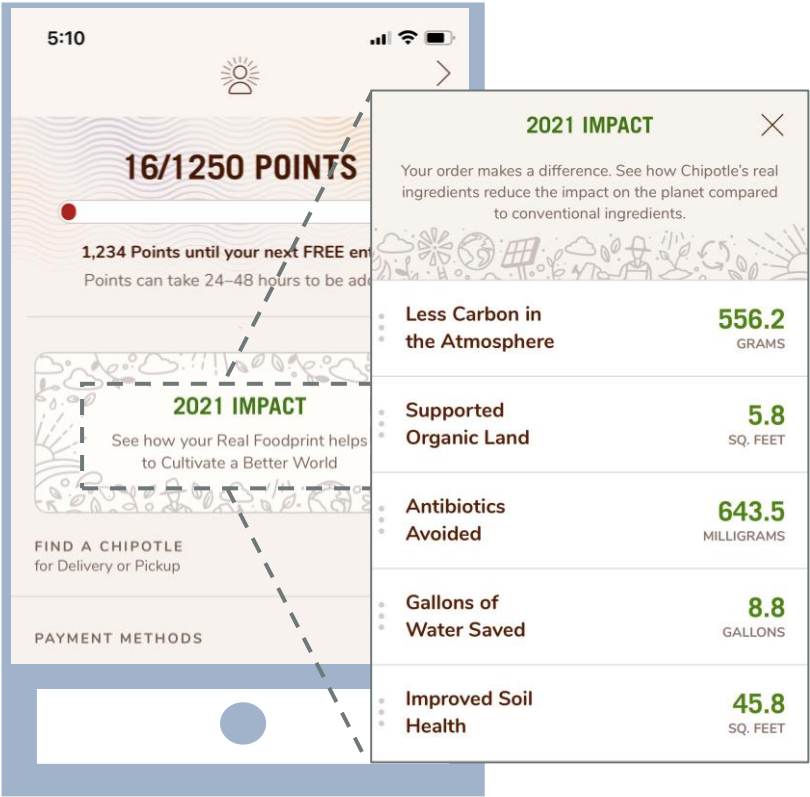 5:10
16/1250 POINTS
1,234 Points until your next FREE ent
Points can take 24–48 hours to be ad
2021 IMPACT
See how your Real Foodprint helps
to Cultivate a Better World
FIND A CHIPOTLE
for Delivery or Pickup
PAYMENT METHODS
2021 IMPACT
Your order makes a difference. See how Chipotle's real
ingredients reduce the impact on the planet compared
to conventional ingredients.
Less Carbon in
the Atmosphere
556.2
GRAMS
Supported
Organic Land
5.8
SQ. FEET
Antibiotics
Avoided
643.5
MILLIGRAMS
Gallons of
Water Saved
8.8
GALLONS
Improved Soil
Health
45.8
SQ. FEET